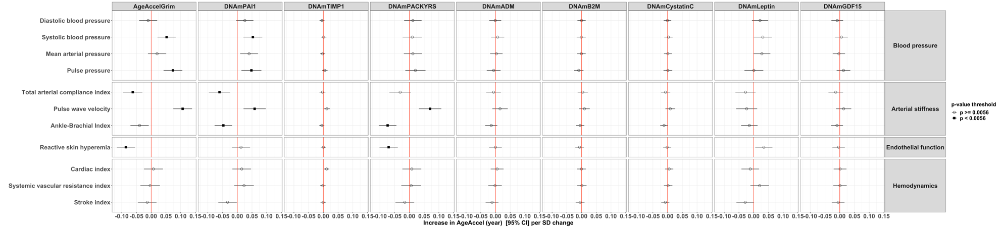 AgeAccelGrim DNAmPAI1 DNAmTIMP1 DNAmPACKYRS DNAmADM DNAmB2M DNAmCystatinC DNAmLeptin DNAmGDF15
Diastolic blood pressure
Systolic blood pressure
Mean arterial pressure
Pulse pressure
Blood pressure
Total arterial compliance index
Pulse wave velocity
Ankle-Brachial Index
Arterial stiffness
Reactive skin hyperemia
Endothelial function
Cardiac index
Systemic vascular resistance index
Stroke index
Hemodynamics
-0.10 -0.05 0.00 0.05 0.10 0.15 -0.10 -0.05 0.00 0.05 0.10 0.15 -0.10 -0.05 0.00 0.05 0.10 0.15 -0.10 -0.05 0.00 0.05 0.10 0.15 -0.10 -0.05 0.00 0.05 0.10 0.15 -0.10 -0.05 0.00 0.05 0.10 0.15 -0.10 -0.05 0.00 0.05 0.10 0.15 -0.10 -0.05 0.00 0.05 0.10 0.15 -0.10 -0.05 0.00 0.05 0.10 0.15
Increase in AgeAccel (year) [95% CI] per SD change
p-value threshold
p >= 0.0056
p < 0.0056